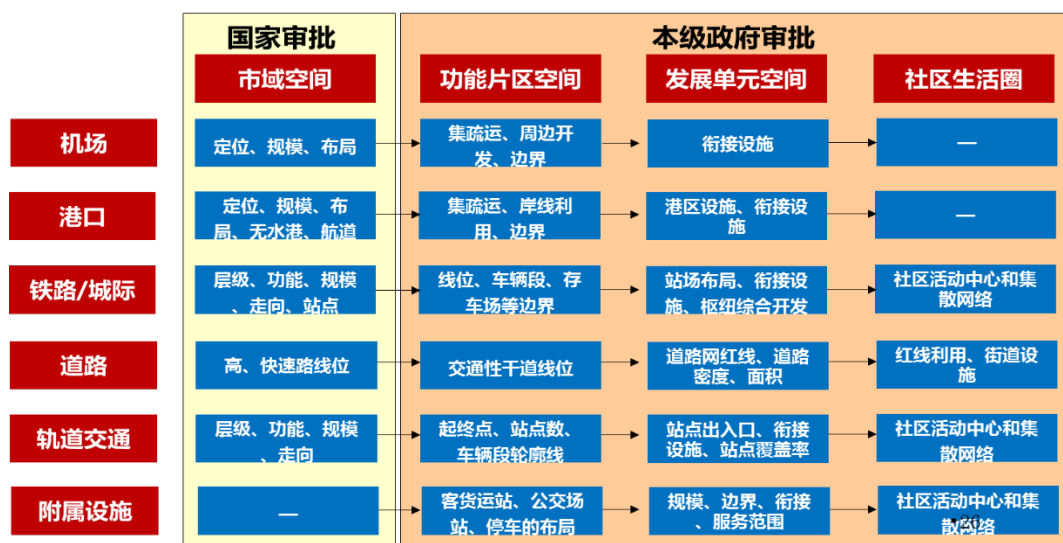 国家审批
本级政府审批
市域空间
功能片区空间
发展单元空间
社区生活圈
机场
定位、规模、布局
集疏运、周边开
发、边界
衔接设施
—
港口
定位、规模、布
局、无水港、航道
集疏运、岸线利
用、边界
港区设施、衔接设
施
—
铁路/城际
层级、功能、规模
、走向、站点
线位、车辆段、存
车场等边界
站场布局、衔接设
施、枢纽综合开发
社区活动中心和集
散网络
道路
高、快速路线位
交通性干道线位
道路网红线、道路
密度、面积
红线利用、街道设
施
轨道交通
层级、功能、规模
、走向
起终点、站点数、
车辆段轮廓线
站点出入口、衔接
设施、站点覆盖率
社区活动中心和集
散网络
附属设施
—
客货运站、公交场
站、停车的布局
规模、边界、衔接
、服务范围
社区活动中心和集
散网络
•26